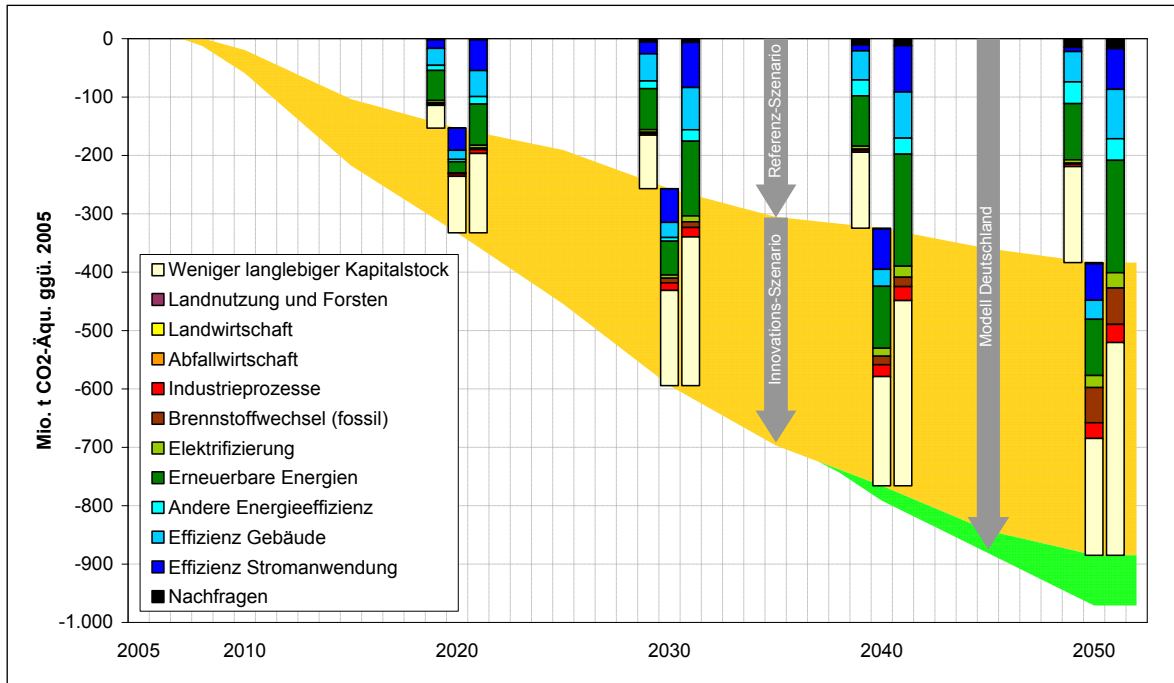 Mio. t CO2-Äqu. ggü. 2005
0
-100
-200
-300
-400
-500
-600
-700
-800
-900
-1.000
Referenz-Szenario
Innovations-Szenario
Modell Deutschland
Weniger langlebiger Kapitalstock
Landnutzung und Forsten
Landwirtschaft
Abfallwirtschaft
Industrieprozesse
Brennstoffwechsel (fossil)
Elektrifizierung
Erneuerbare Energien
Andere Energieeffizienz
Effizienz Gebäude
Effizienz Stromanwendung
Nachfragen
2005 2010 2020 2030 2040 2050